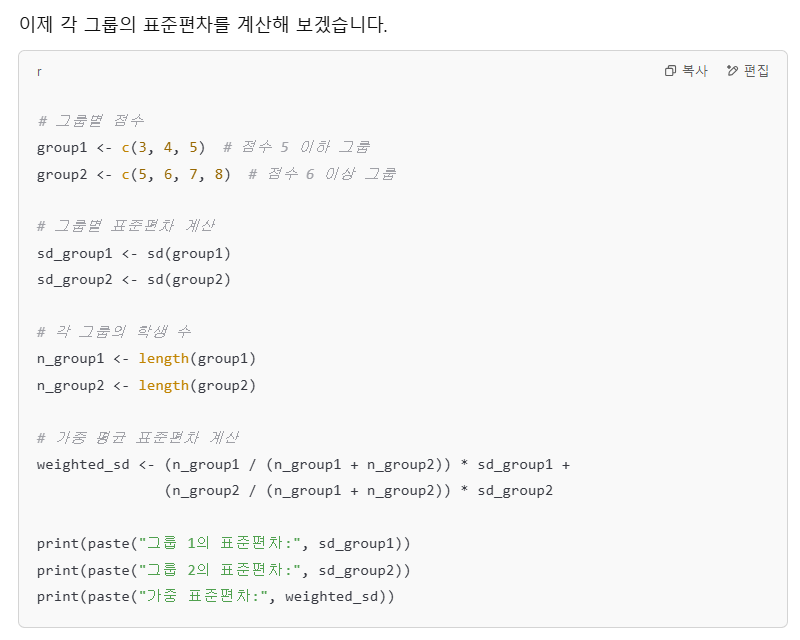 이제 각 그룹의 표준편차를 계산해 보겠습니다.
r 복사 편집
# 그룹별 점수
group1 <- c(3, 4, 5)  # 점수 5 이하 그룹
group2 <- c(5, 6, 7, 8)  # 점수 6 이상 그룹
# 그룹별 표준편차 계산
sd_group1 <- sd(group1)
sd_group2 <- sd(group2)
# 각 그룹의 학생 수
n_group1 <- length(group1)
n_group2 <- length(group2)
# 가중 평균 표준편차 계산
weighted_sd <- (n_group1 / (n_group1 + n_group2)) * sd_group1 +
(n_group2 / (n_group1 + n_group2)) * sd_group2
print(paste("그룹 1의 표준편차:", sd_group1))
print(paste("그룹 2의 표준편차:", sd_group2))
print(paste("가중 표준편차:", weighted_sd))